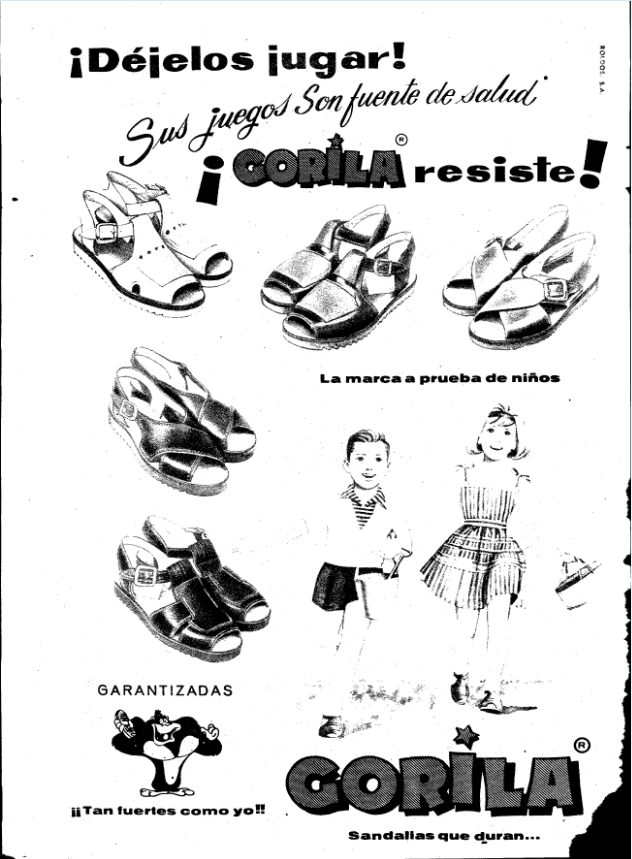 ¡Déjelos jugar!
Sus juegos Son fuente de salud
¡GORILA® resiste!
ROLDOS, S.A.
La marca a prueba de niños
GARANTIZADAS
¡¡Tan fuertes como yo!!
GORILA®
Sandalias que duran...